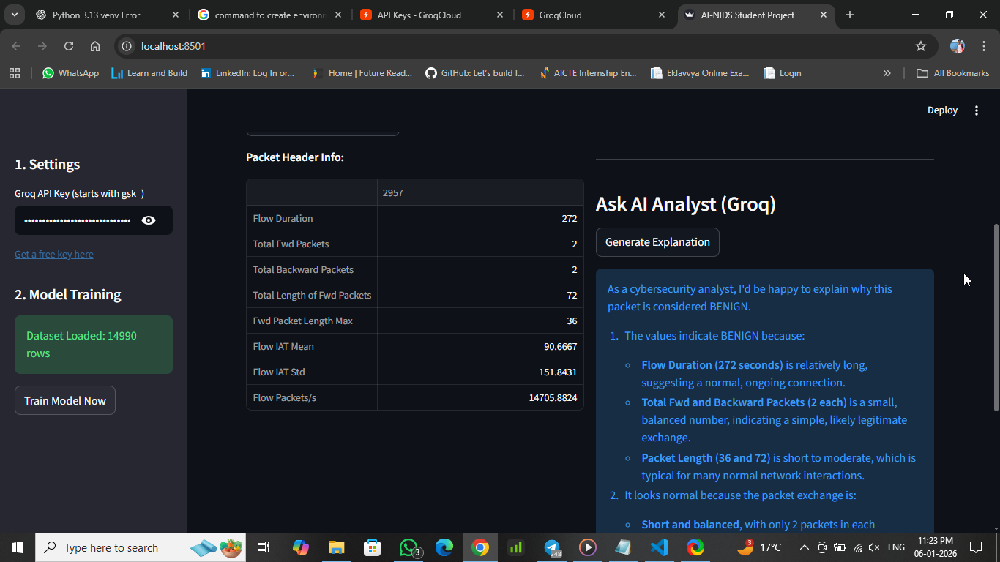 Python 3.13 venv Error
command to create environm
API Keys - GroqCloud
GroqCloud
AI-NIDS Student Project
localhost:8501
WhatsApp
Learn and Build
LinkedIn: Log In or...
Home | Future Read...
GitHub: Let's build f...
AICTE Internship En...
Eklavvya Online Exa...
Login
All Bookmarks
Deploy
1. Settings
Groq API Key (starts with gsk_)
Get a free key here
2. Model Training
Dataset Loaded: 14990
rows
Train Model Now
Packet Header Info:
2957
Flow Duration 272
Total Fwd Packets 2
Total Backward Packets 2
Total Length of Fwd Packets 72
Fwd Packet Length Max 36
Flow IAT Mean 90.6667
Flow IAT Std 151.8431
Flow Packets/s 14705.8824
Ask AI Analyst (Groq)
Generate Explanation
As a cybersecurity analyst, I'd be happy to explain why this
packet is considered BENIGN.
1. The values indicate BENIGN because:
Flow Duration (272 seconds) is relatively long,
suggesting a normal, ongoing connection.
Total Fwd and Backward Packets (2 each) is a small,
balanced number, indicating a simple, likely legitimate
exchange.
Packet Length (36 and 72) is short to moderate, which is
typical for many normal network interactions.
2. It looks normal because the packet exchange is:
Short and balanced, with only 2 packets in each
Type here to search
3
248
3
17°C
ENG
11:23 PM
06-01-2026